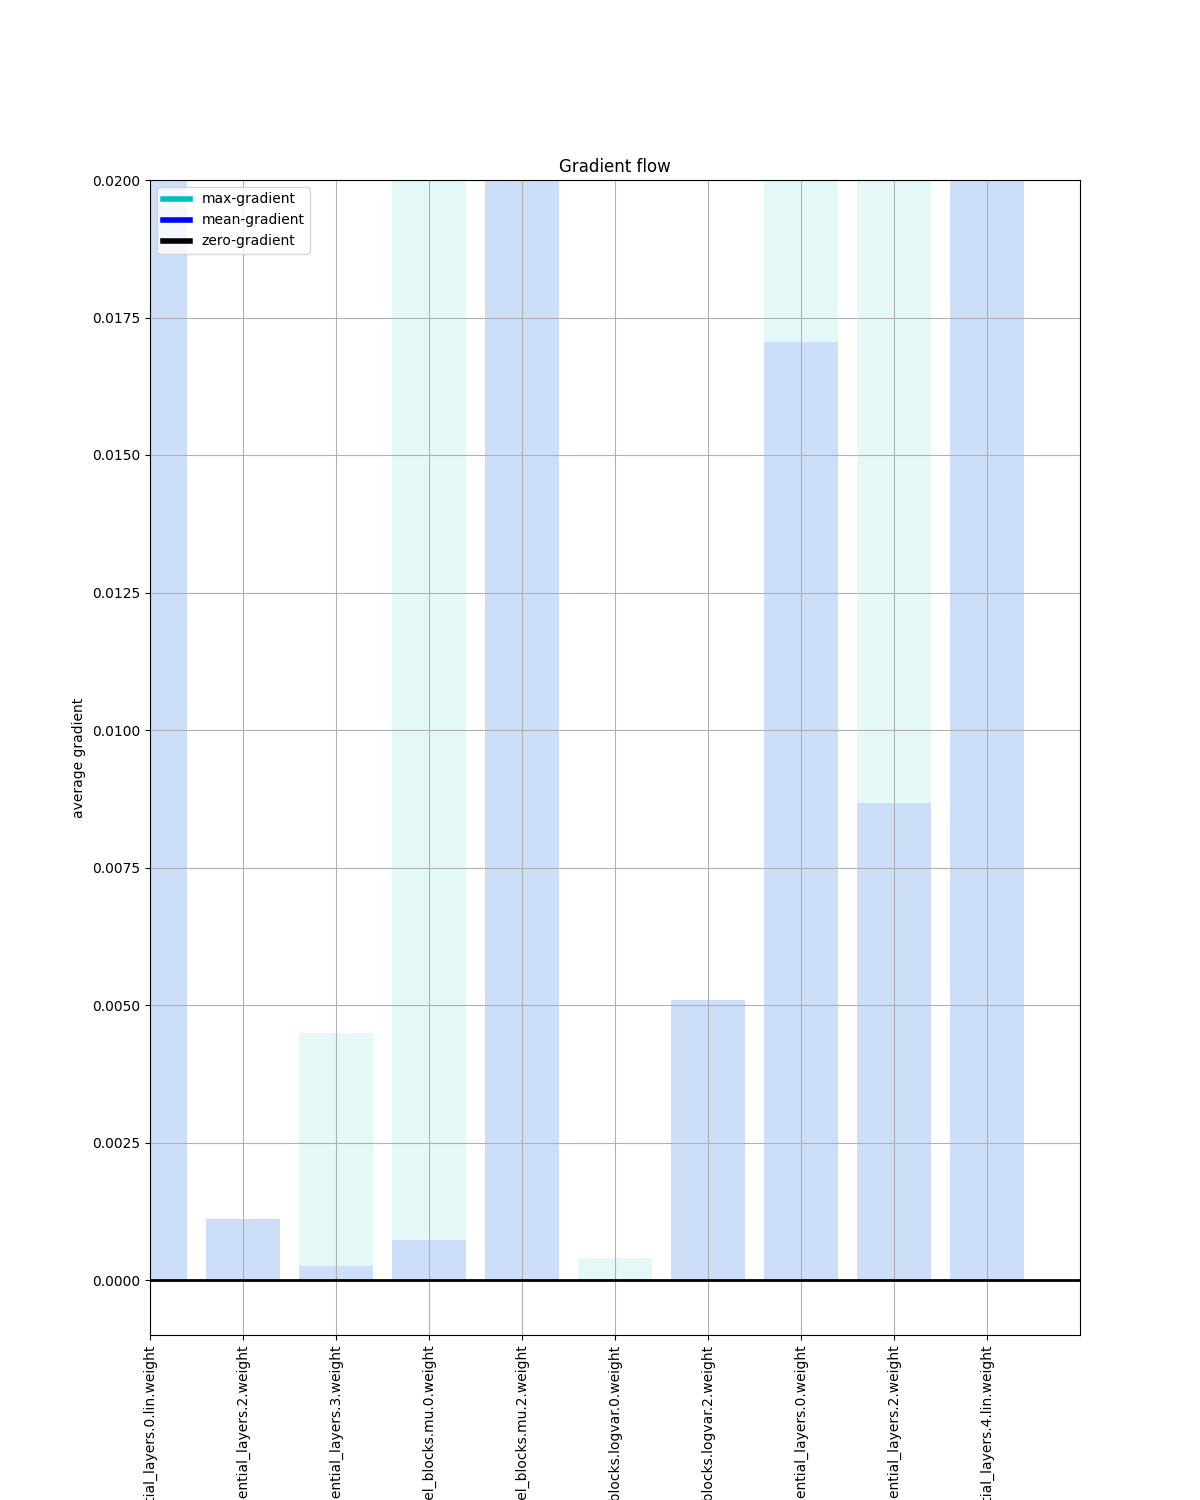 Gradient flow
max-gradient
mean-gradient
zero-gradient
0.0200
0.0175
0.0150
0.0125
0.0100
0.0075
0.0050
0.0025
0.0000
average gradient
tial_layers.0.lin.weight
ential_layers.2.weight
ential_layers.3.weight
el_blocks.mu.0.weight
el_blocks.mu.2.weight
blocks.logvar.0.weight
blocks.logvar.2.weight
ential_layers.0.weight
ential_layers.2.weight
tial_layers.4.lin.weight